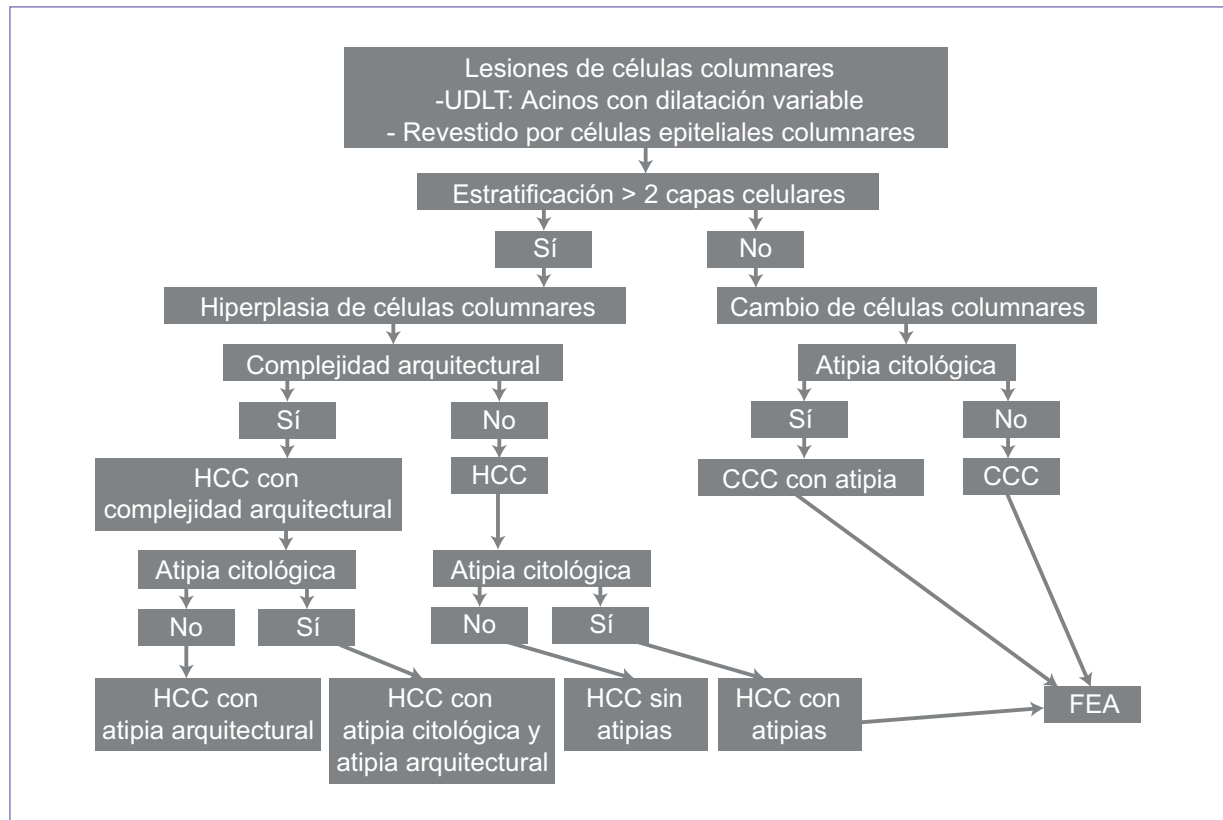 Lesiones de células columnares
-UDLT: Acinos con dilatación variable
- Revestido por células epiteliales columnares
Estratificación > 2 capas celulares
Sí
No
Hiperplasia de células columnares
Cambio de células columnares
Complejidad arquitectural
Atipia citológica
Sí
No
Sí
No
HCC con
complejidad arquitectural
HCC
CCC con atipia
CCC
Atipia citológica
Atipia citológica
No
Sí
No
Sí
HCC con
atipia arquitectural
HCC con
atipia citológica y
atipia arquitectural
HCC sin
atipias
HCC con
atipias
FEA